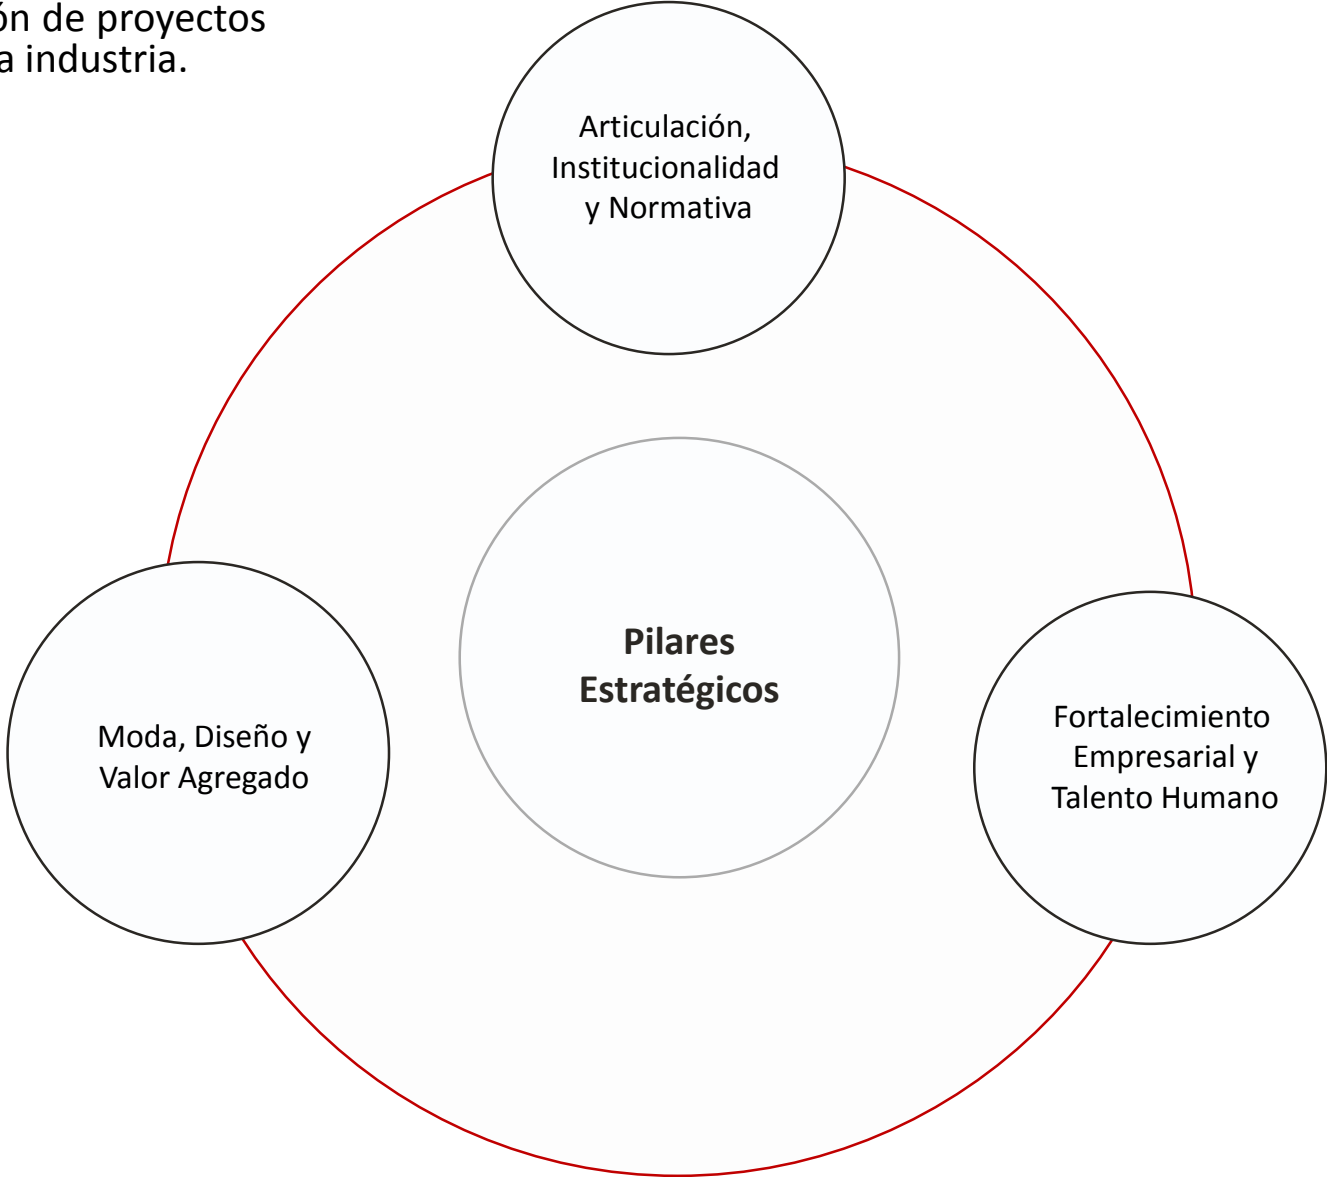 ón de proyectos
a industria.
Articulación,
Institucionalidad
y Normativa
Pilares
Estratégicos
Moda, Diseño y
Valor Agregado
Fortalecimiento
Empresarial y
Talento Humano